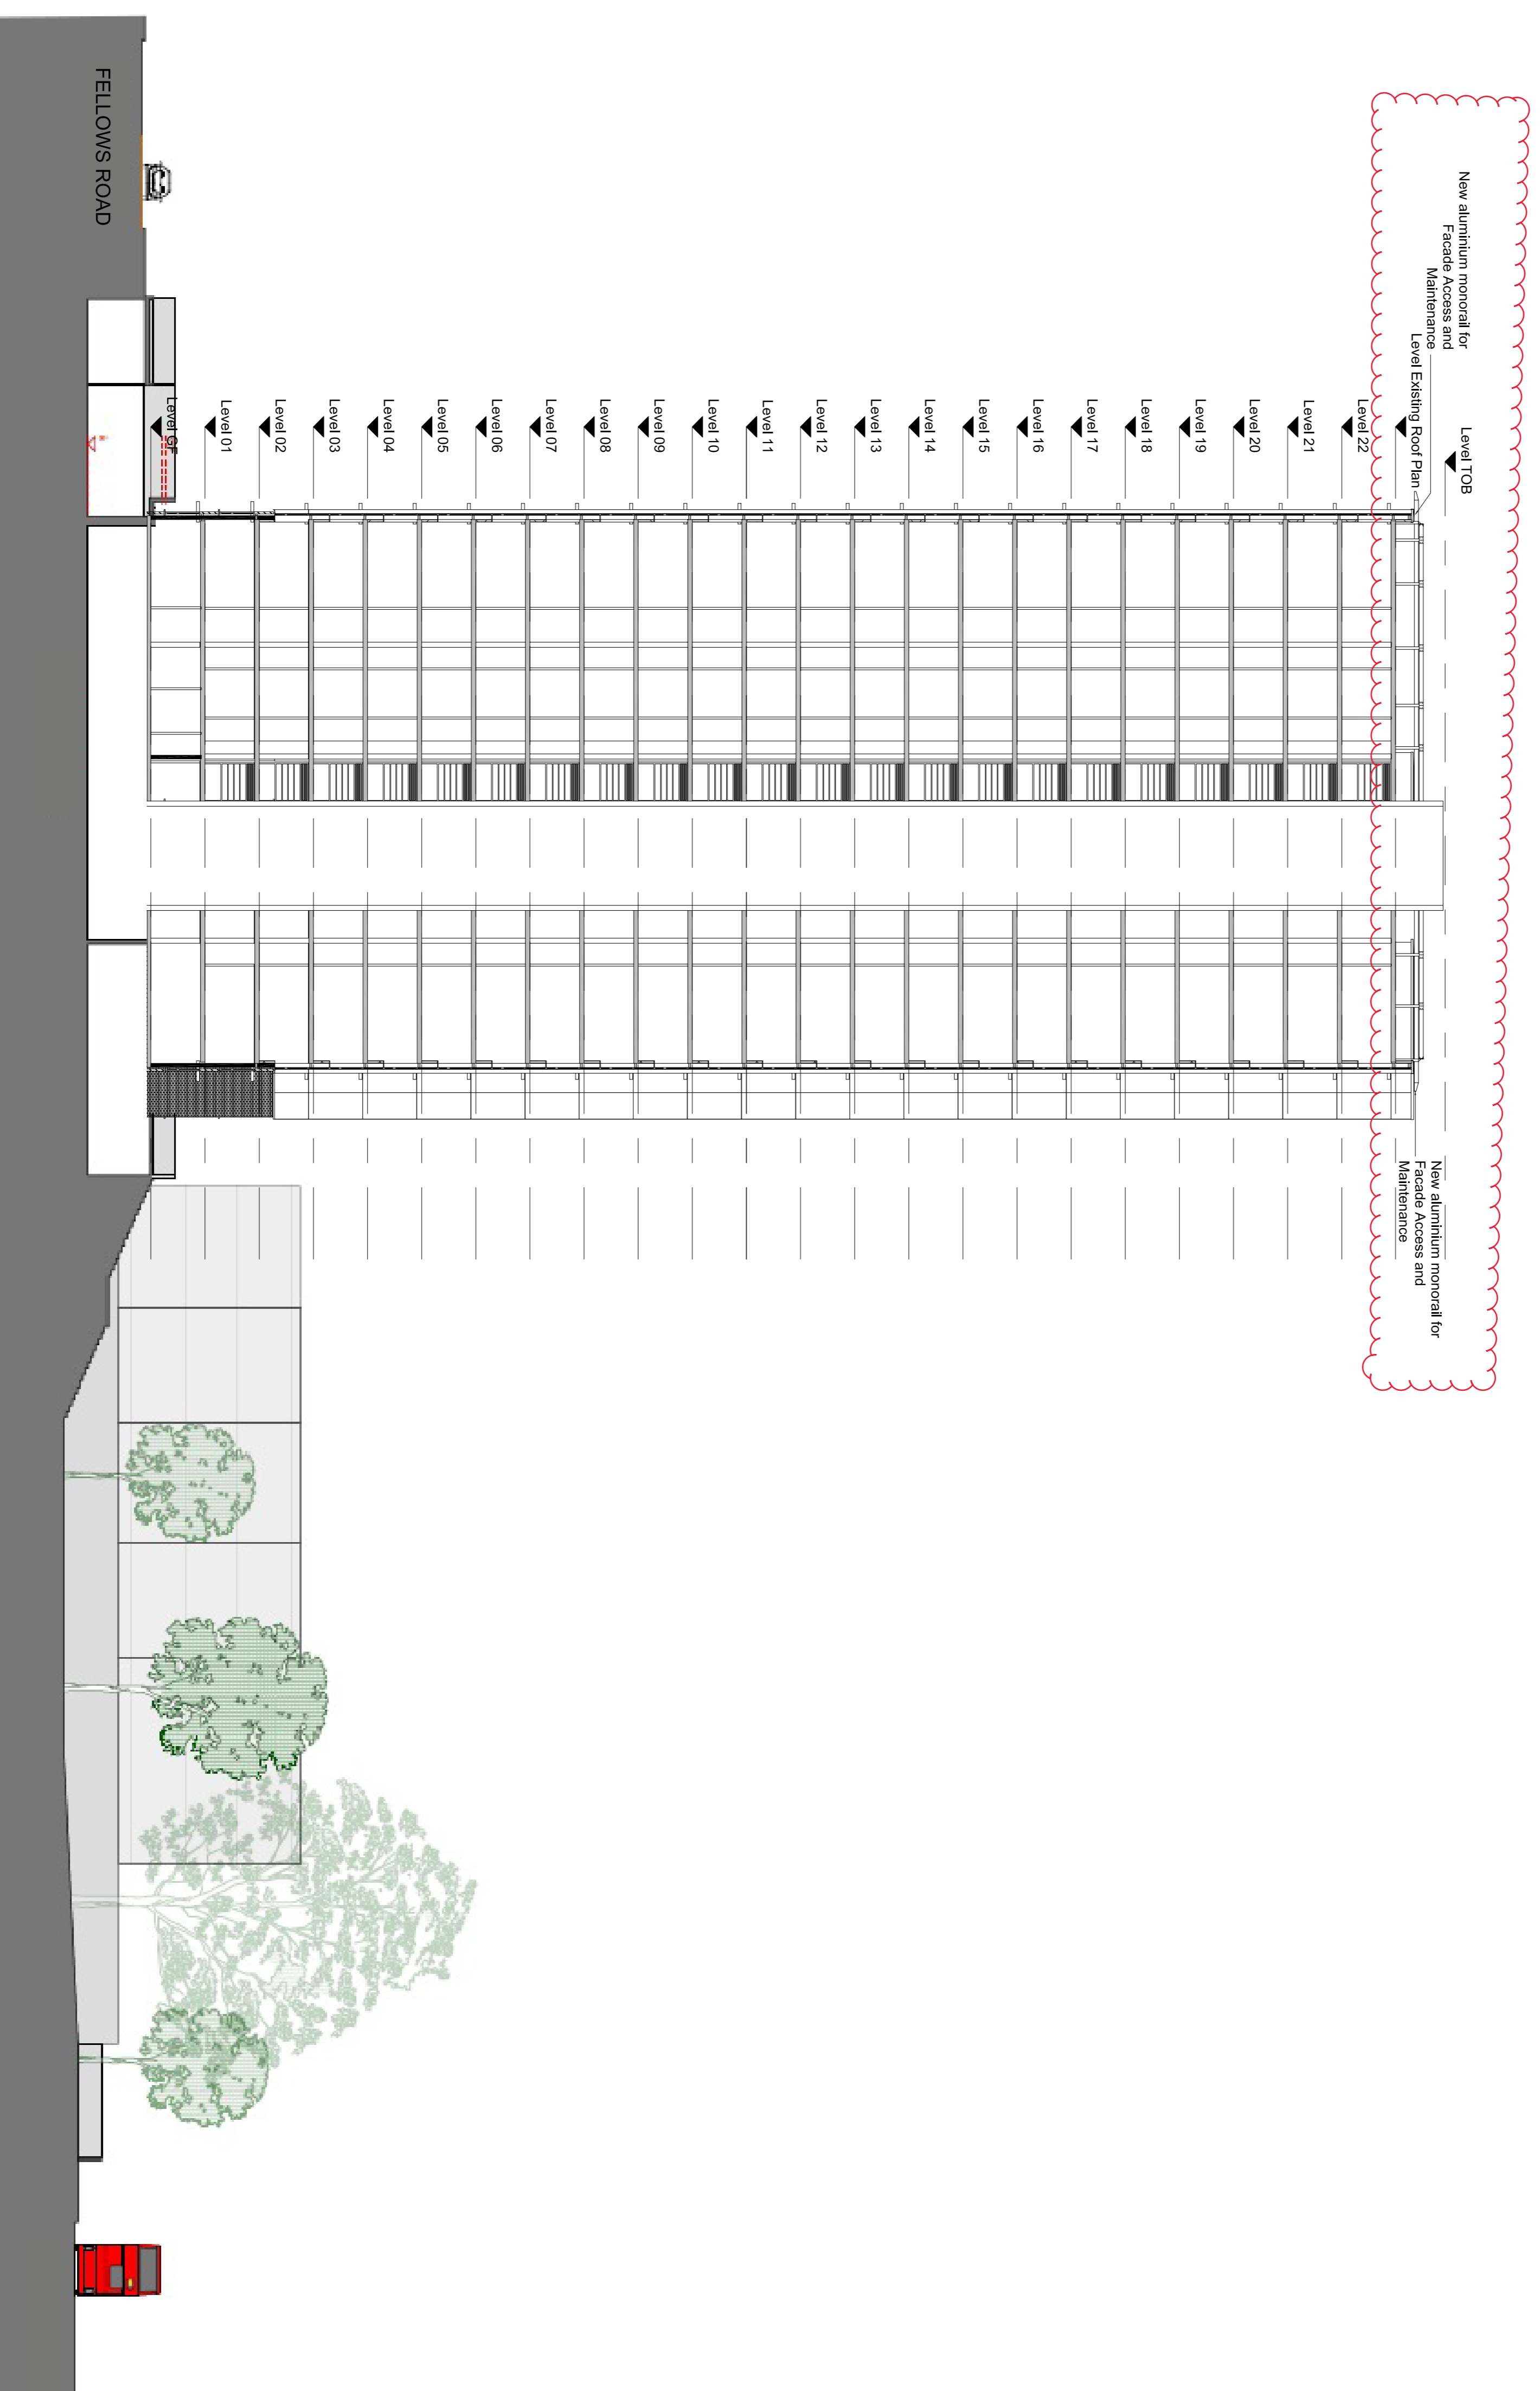 New aluminium monorail for
Facade Access and
Maintenance
Level Existing Roof Plan
Level TOB
New aluminium monorail for
Facade Access and
Maintenance
Level 22
Level 21
Level 20
Level 19
Level 18
Level 17
Level 16
Level 15
Level 14
Level 13
Level 12
Level 11
Level 10
Level 09
Level 08
Level 07
Level 06
Level 05
Level 04
Level 03
Level 02
Level 01
Level GF
FELLOWS ROAD